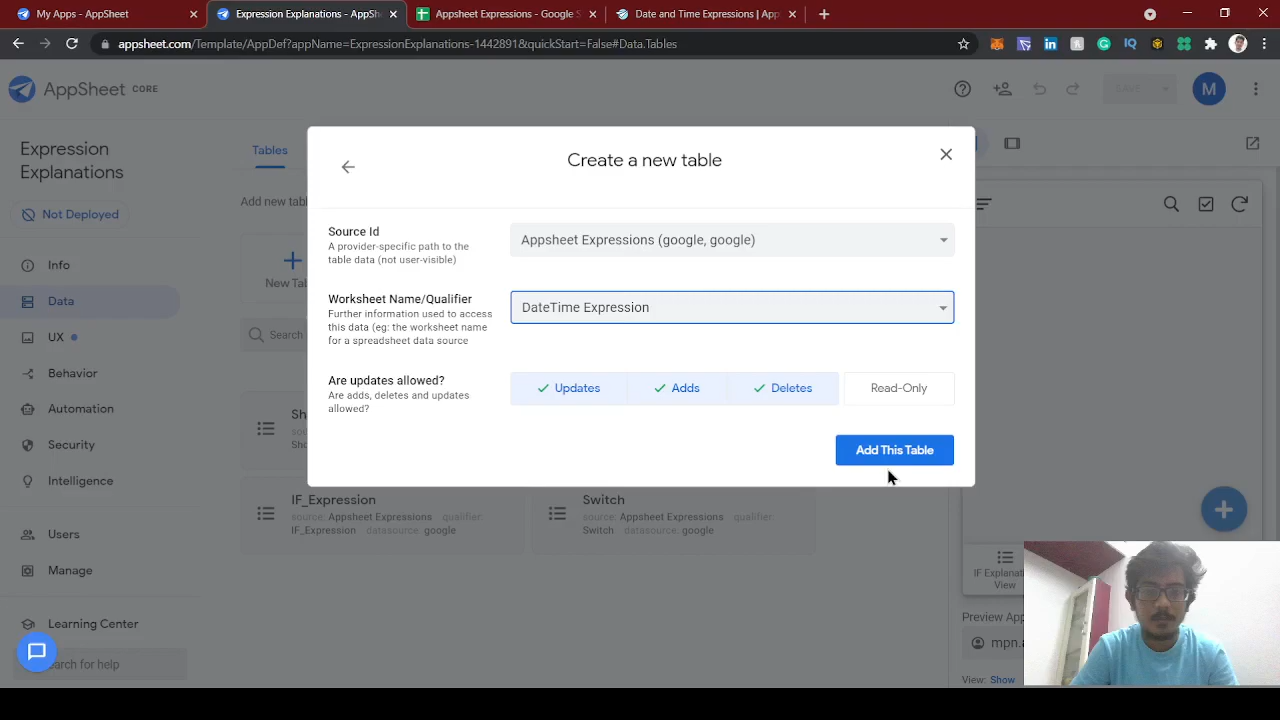 My Apps - AppSheet
Expression Explanations - AppSh
Appsheet Expressions - Google S
Date and Time Expressions | App
appsheet.com/Template/AppDef?appName=ExpressionExplanations-1442891&quickStart=False#Data.Tables
AppSheet CORE
SAVE
M
Expression
Explanations
Not Deployed
Info
Data
UX
Behavior
Automation
Security
Intelligence
Users
Manage
Learning Center
search for help
Tables
Add new tabl
New Tab
Search
Create a new table
Source Id
A provider-specific path to the
table data (not user-visible)
Appsheet Expressions (google, google)
Worksheet Name/Qualifier
Further information used to access
this data (eg: the worksheet name
for a spreadsheet data source
DateTime Expression
Are updates allowed?
Are adds, deletes and updates
allowed?
Updates
Adds
Deletes
Read-Only
Add This Table
Sh
sou
Sho
IF_Expression
source: Appsheet Expressions qualifier:
IF_Expression datasource: google
Switch
source: Appsheet Expressions qualifier:
Switch datasource: google
IF Explanati
View
Preview App
mpn.a
View: Show